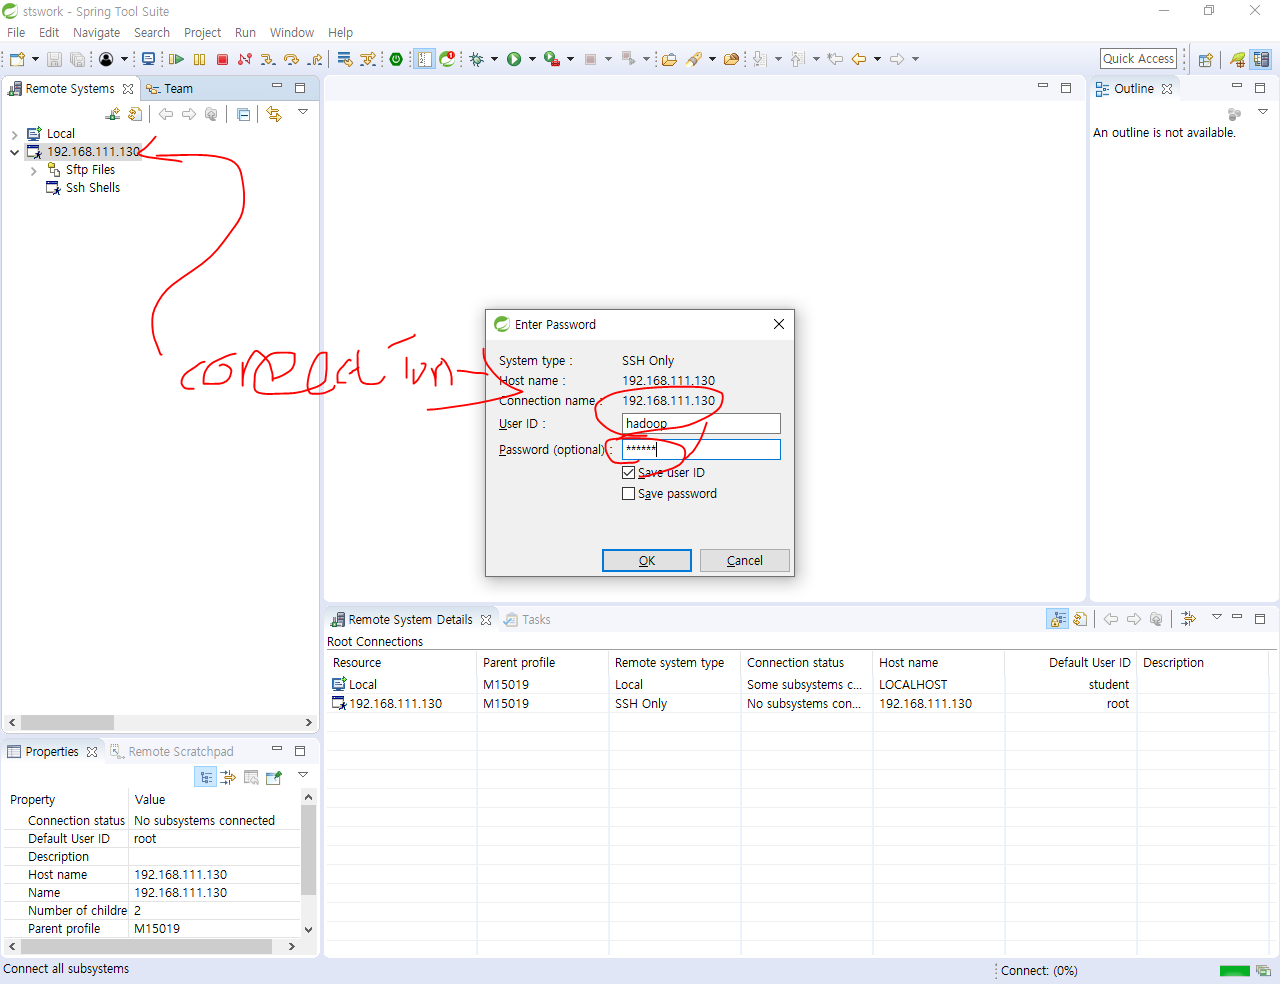 stswork - Spring Tool Suite
File Edit Navigate Search Project Run Window Help
Quick Access
Remote Systems Team
Local
192.168.111.130
Sftp Files
Ssh Shells
Outline
An outline is not available.
connection
Enter Password
System type : SSH Only
Host name : 192.168.111.130
Connection name : 192.168.111.130
User ID : hadoop
Password (optional) : ******
Save user ID
Save password
OK Cancel
Remote System Details Tasks
Root Connections
Resource Parent profile Remote system type Connection status Host name Default User ID Description
Local M15019 Local Some subsystems c... LOCALHOST student
192.168.111.130 M15019 SSH Only No subsystems con... 192.168.111.130 root
Properties Remote Scratchpad
Property Value
Connection status No subsystems connected
Default User ID root
Description
Host name 192.168.111.130
Name 192.168.111.130
Number of childre 2
Parent profile M15019
Connect all subsystems
Connect: (0%)